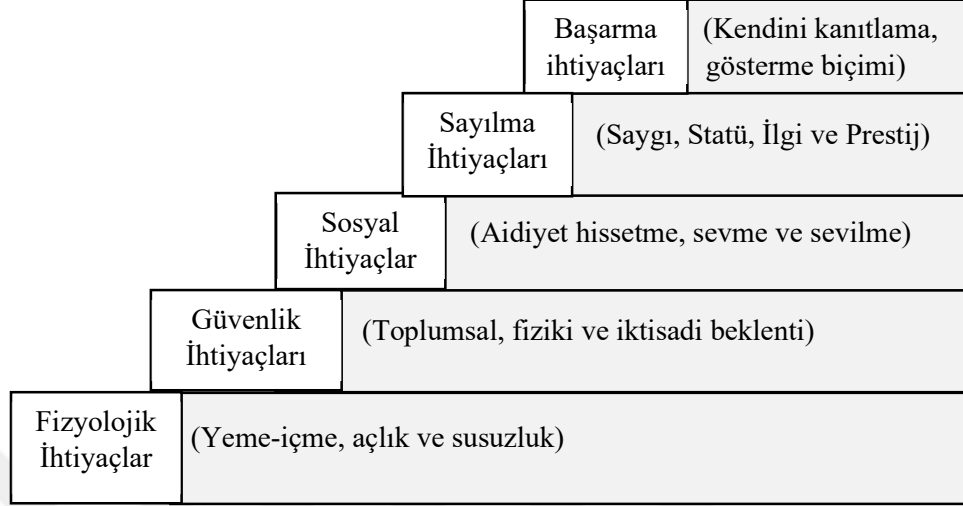 Başarma
ihtiyaçları
(Kendini kanıtlama,
gösterme biçimi)
Sayılma
İhtiyaçları
(Saygı, Statü, İlgi ve Prestij)
Sosyal
İhtiyaçlar
(Aidiyet hissetme, sevme ve sevilme)
Güvenlik
İhtiyaçları
(Toplumsal, fiziki ve iktisadi beklenti)
Fizyolojik
İhtiyaçlar
(Yeme-içme, açlık ve susuzluk)